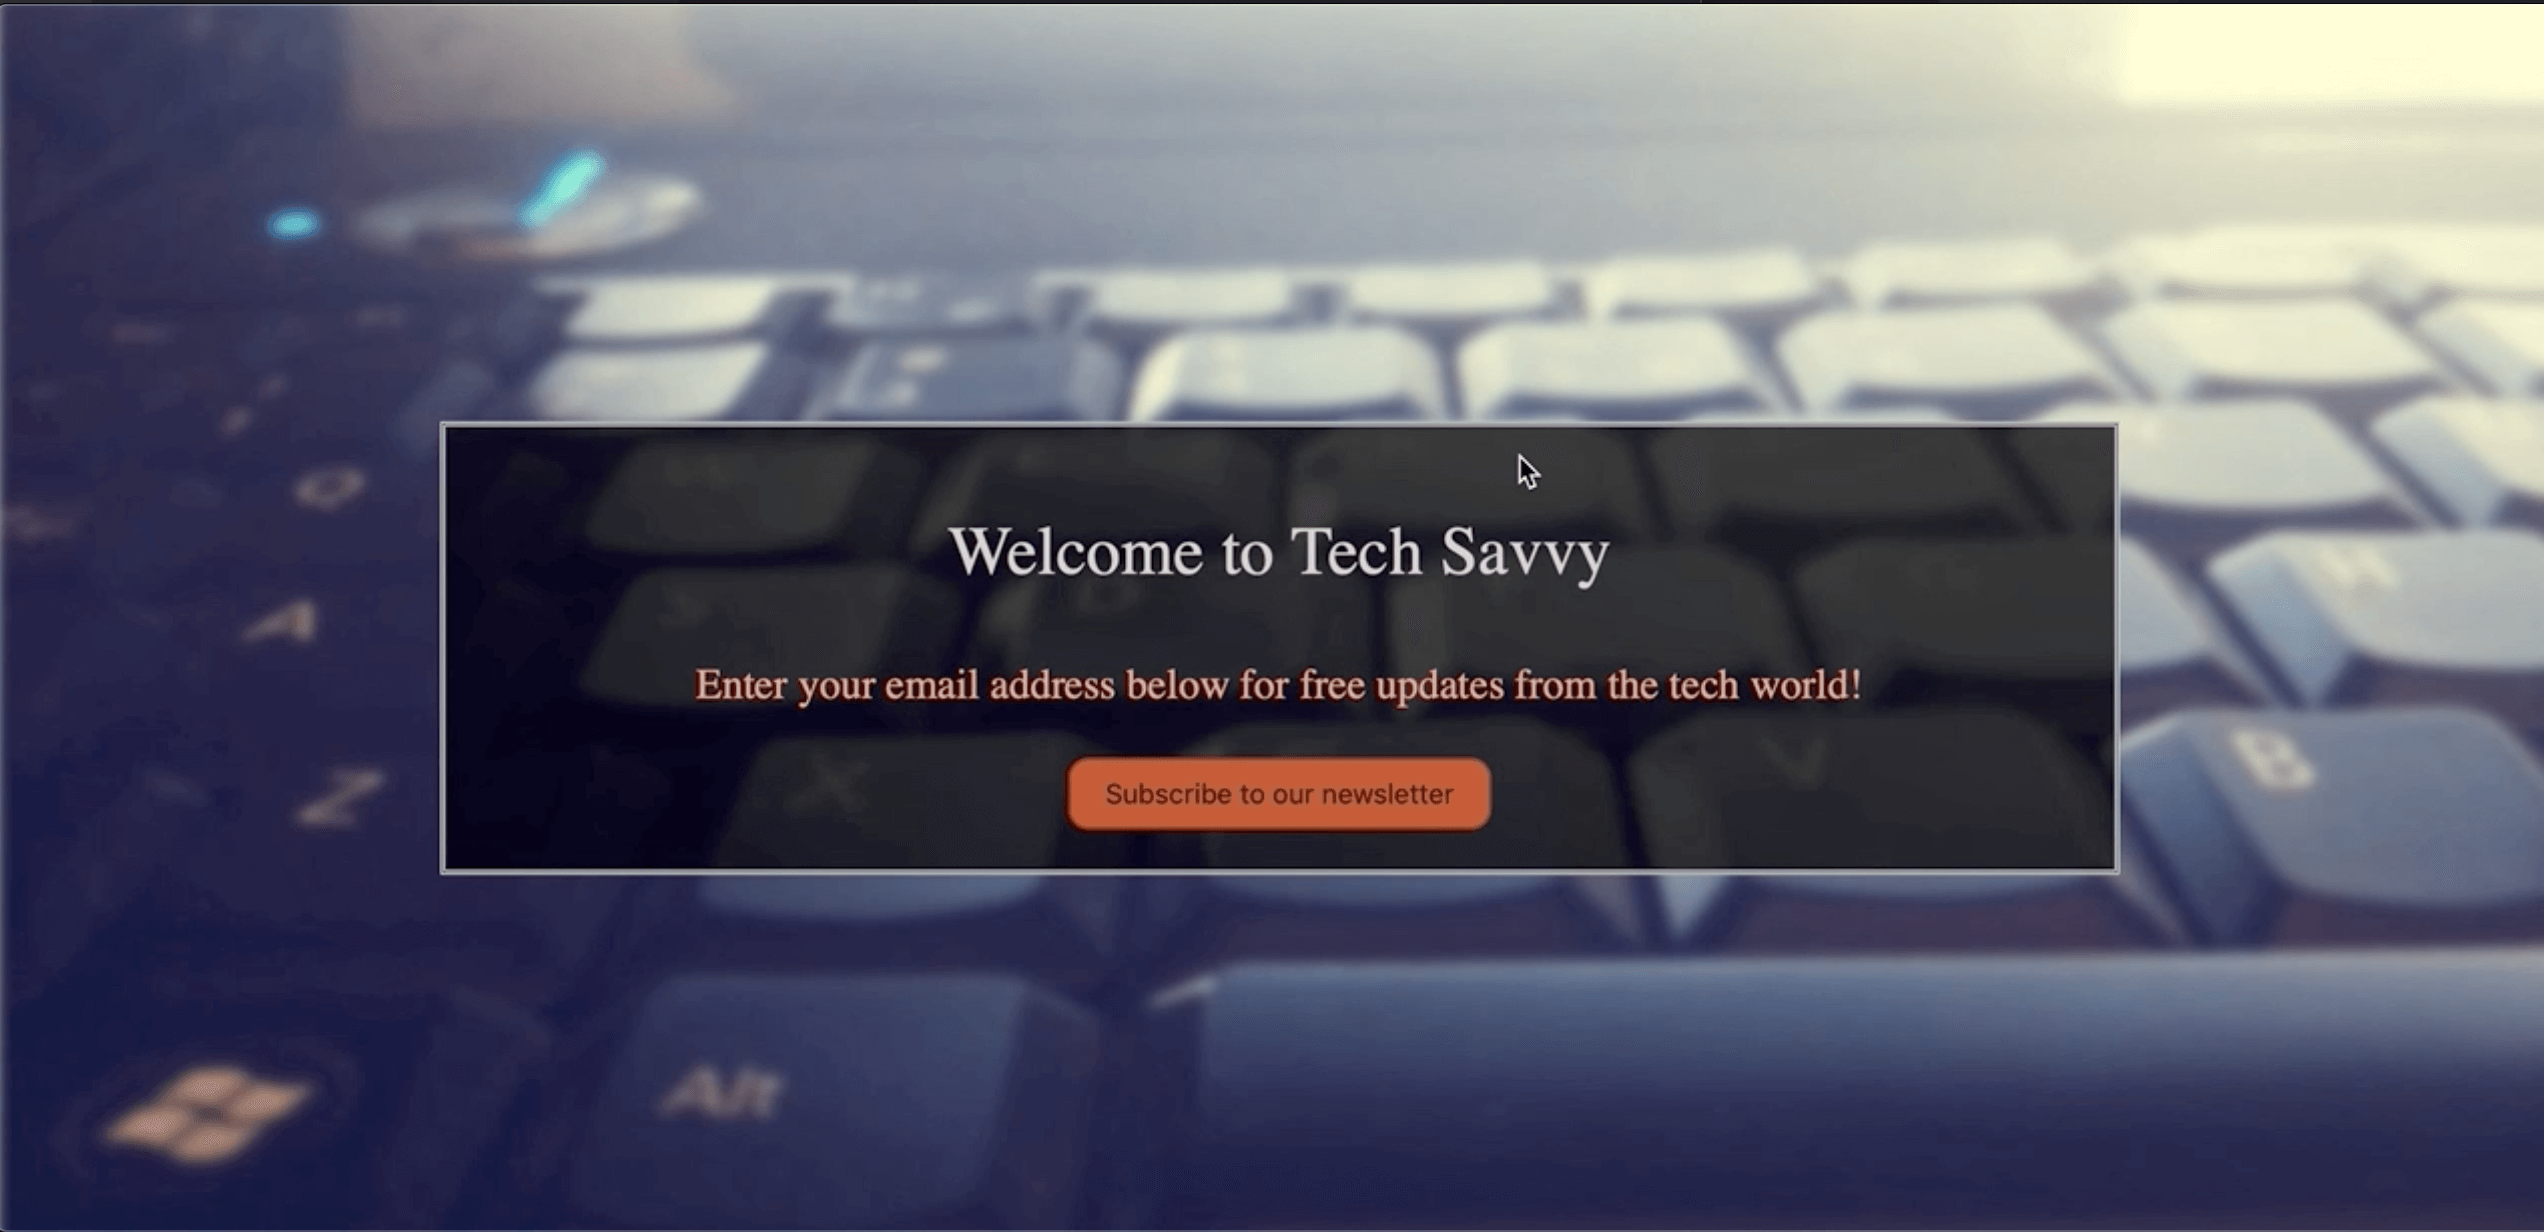 Welcome to Tech Savvy
Enter your email address below for free updates from the tech world!
Subscribe to our newsletter
Q
A
Z
X
V
B
Alt